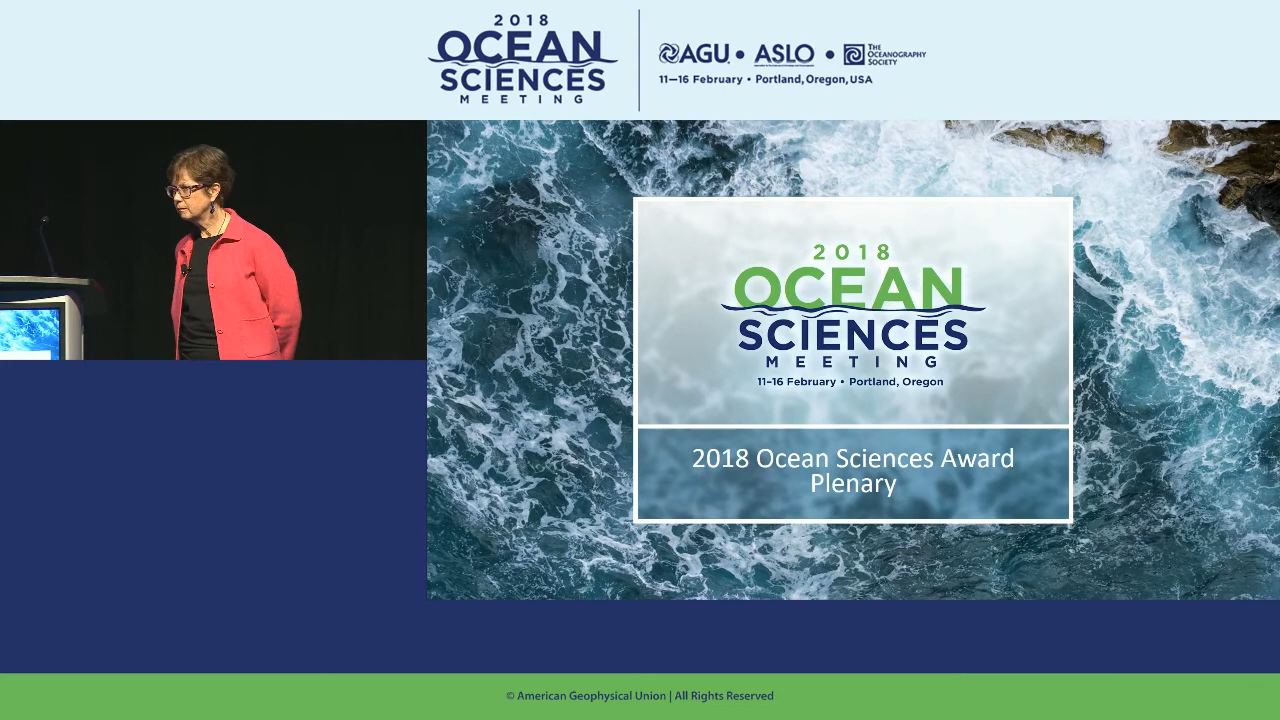 2018
OCEAN
SCIENCES
MEETING
AGU • ASLO • THE OCEANOGRAPHY SOCIETY
11—16 February • Portland, Oregon, USA
2018
OCEAN
SCIENCES
MEETING
11–16 February • Portland, Oregon
2018 Ocean Sciences Award
Plenary
© American Geophysical Union | All Rights Reserved